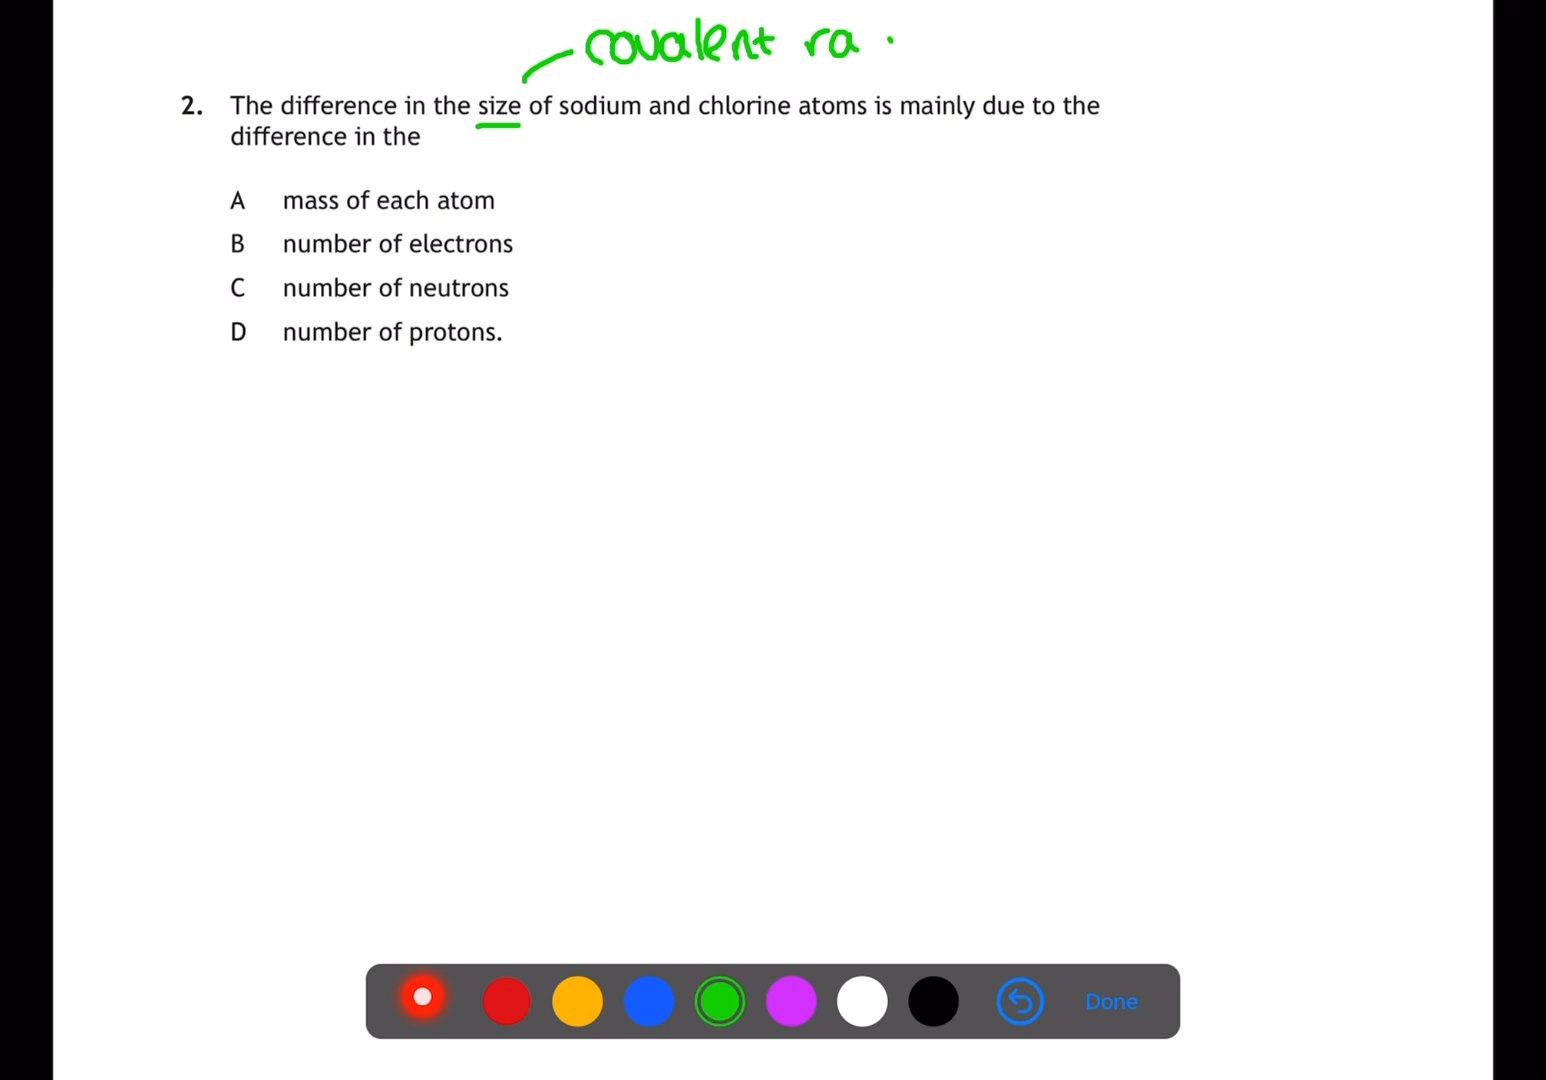 covalent ra
2. The difference in the size of sodium and chlorine atoms is mainly due to the
difference in the
A mass of each atom
B number of electrons
C number of neutrons
D number of protons.
Done